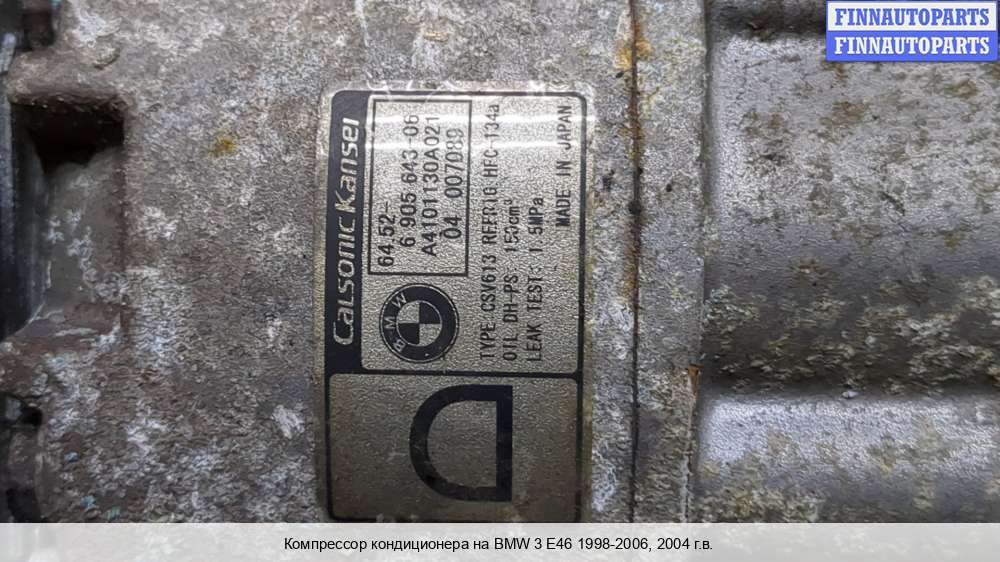 FINNAUTOPARTS
FINNAUTOPARTS
Calsonic Kansei
64.52-
6 905 643-06
A4101130A021
04 007089
BMW
TYPE CSV613 REFRIG HFC-134a
OIL DH-PS 150cm³
LEAK TEST: 1.5MPa
MADE IN JAPAN
D
Компрессор кондиционера на BMW 3 E46 1998-2006, 2004 г.в.